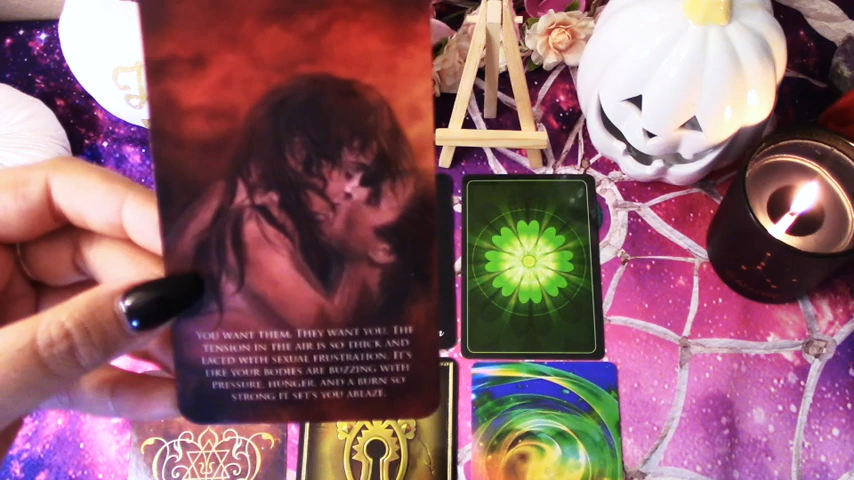 YOU WANT THEM. THEY WANT YOU. THE
TENSION IN THE AIR IS SO THICK AND
LACED WITH SEXUAL FRUSTRATION. IT'S
LIKE YOUR BODIES ARE BUZZING WITH
PRESSURE, HUNGER, AND A BURN SO
STRONG IT SET'S YOU ABLAZE.